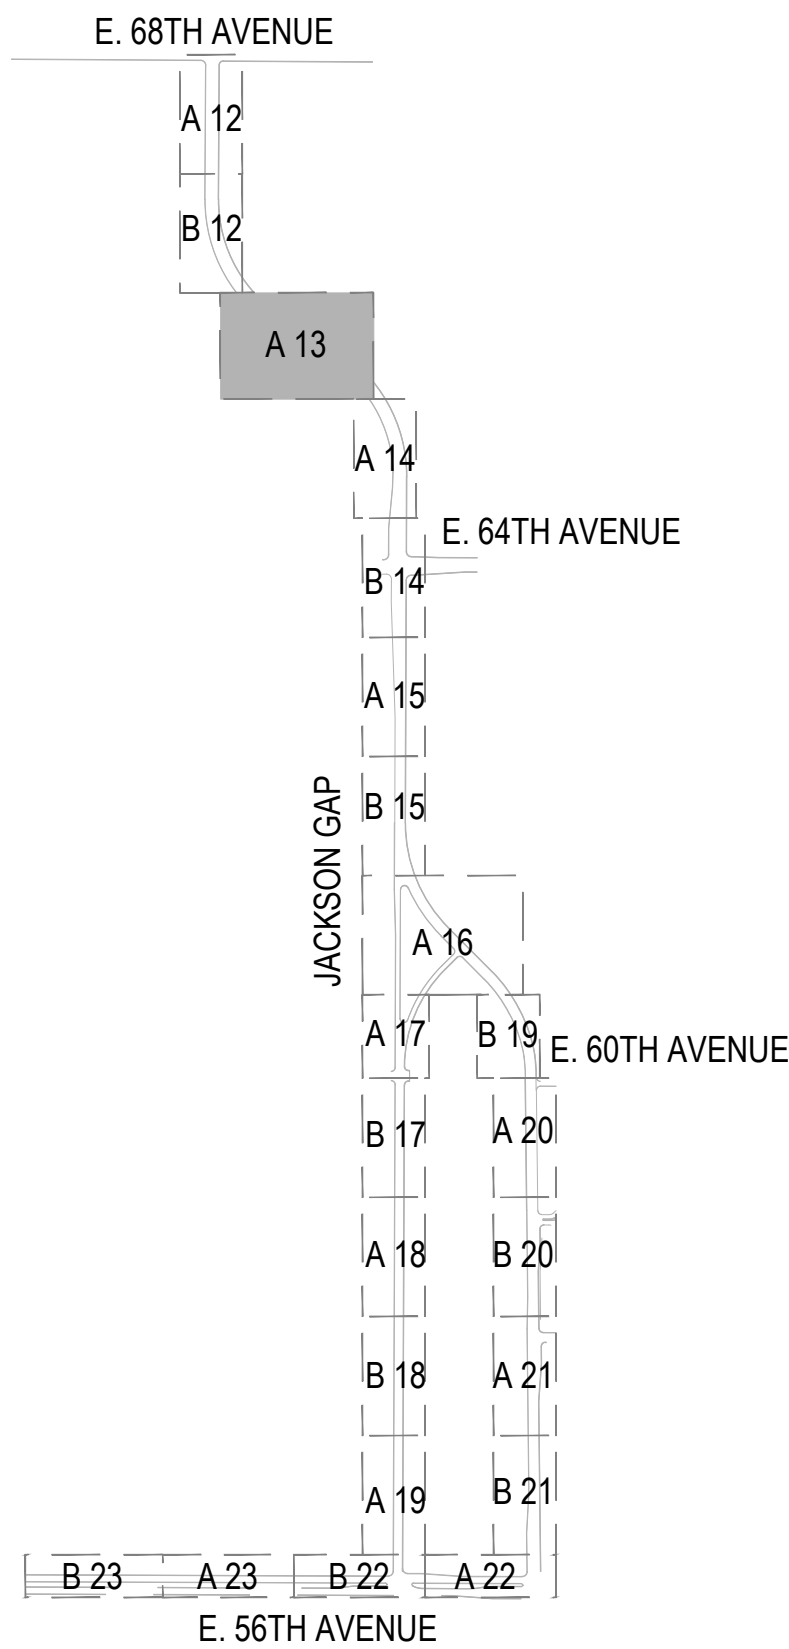 E. 68TH AVENUE
A 12
B 12
A 13
A 14
E. 64TH AVENUE
B 14
A 15
B 15
JACKSON GAP
A 16
A 17
B 19
E. 60TH AVENUE
B 17
A 20
A 18
B 20
B 18
A 21
A 19
B 21
B 23
A 23
B 22
A 22
E. 56TH AVENUE